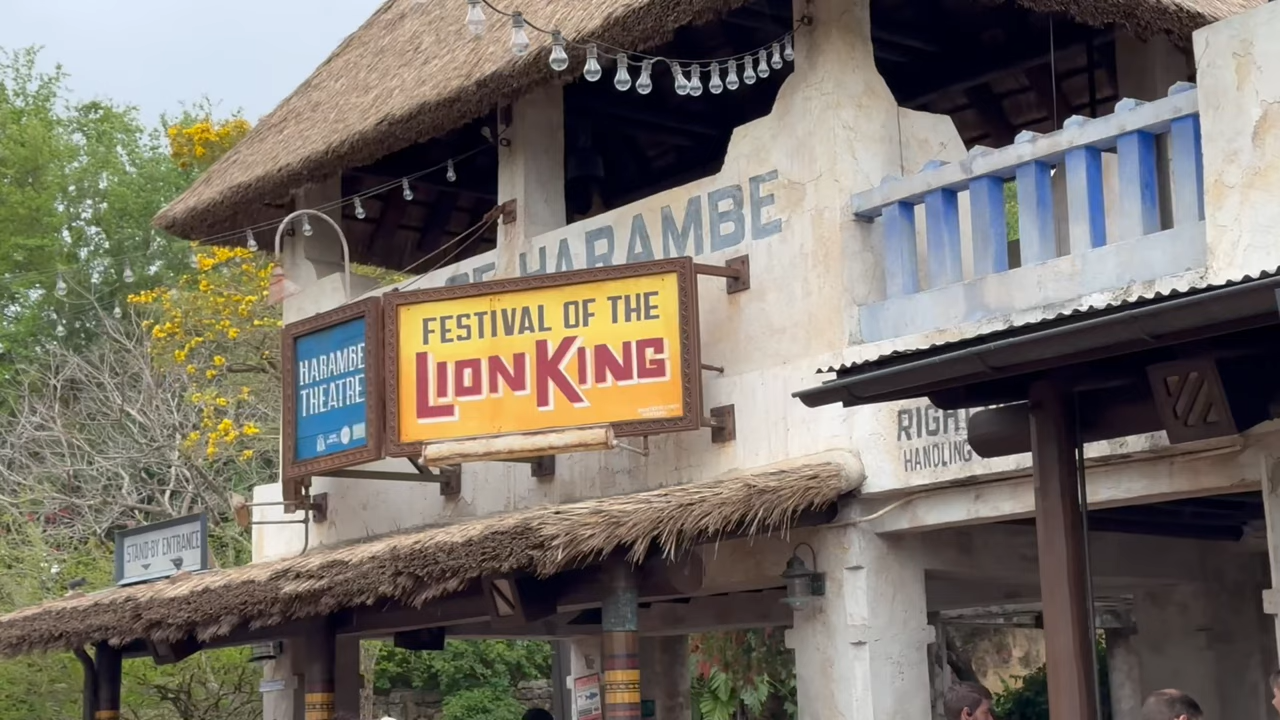 HARAMBE
FESTIVAL OF THE
LION KING
HARAMBE
THEATRE
RIGHT
HANDLING
STAND-BY ENTRANCE